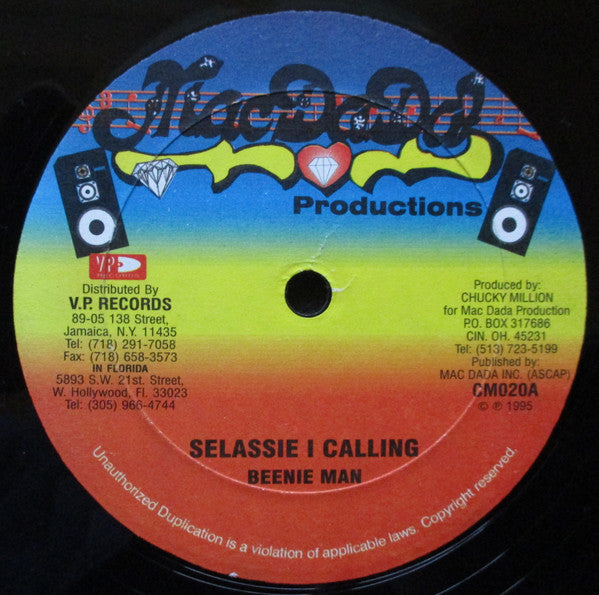 MacDaDa
Productions
VP
RECORDS
Distributed By
V.P. RECORDS
89-05 138 Street,
Jamaica, N.Y. 11435
Tel: (718) 291-7058
Fax: (718) 658-3573
IN FLORIDA
5893 S.W. 21st. Street,
W. Hollywood, Fl. 33023
Tel: (305) 966-4744
Produced by:
CHUCKY MILLION
for Mac Dada Production
P.O. BOX 317686
CIN. OH. 45231
Tel: (513) 723-5199
Published by:
MAC DADA INC. (ASCAP)
CM020A
© ℗ 1995
SELASSIE I CALLING
BEENIE MAN
Unauthorized Duplication is a violation of applicable laws. Copyright reserved.